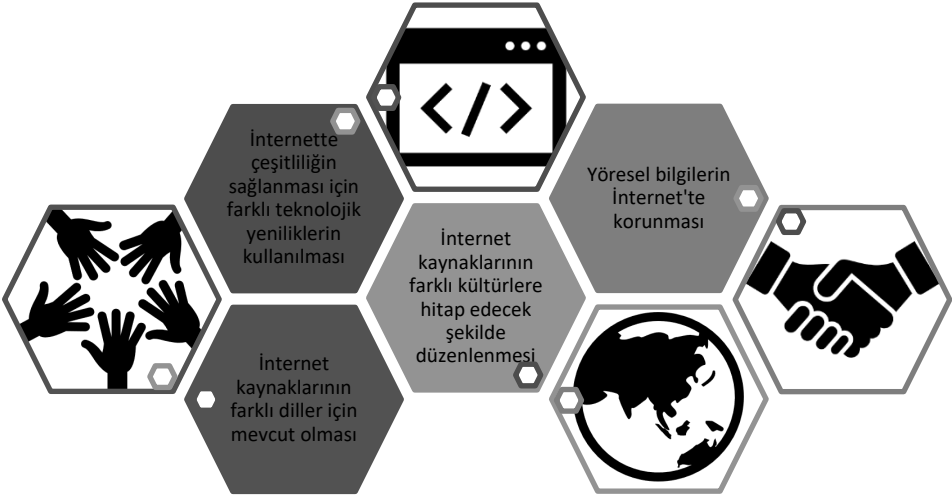 İnternette
çeşitliliğin
sağlanması için
farklı teknolojik
yeniliklerin
kullanılması
Yöresel bilgilerin
İnternet'te
korunması
İnternet
kaynaklarının
farklı kültürlere
hitap edecek
şekilde
düzenlenmesi
İnternet
kaynaklarının
farklı diller için
mevcut olması